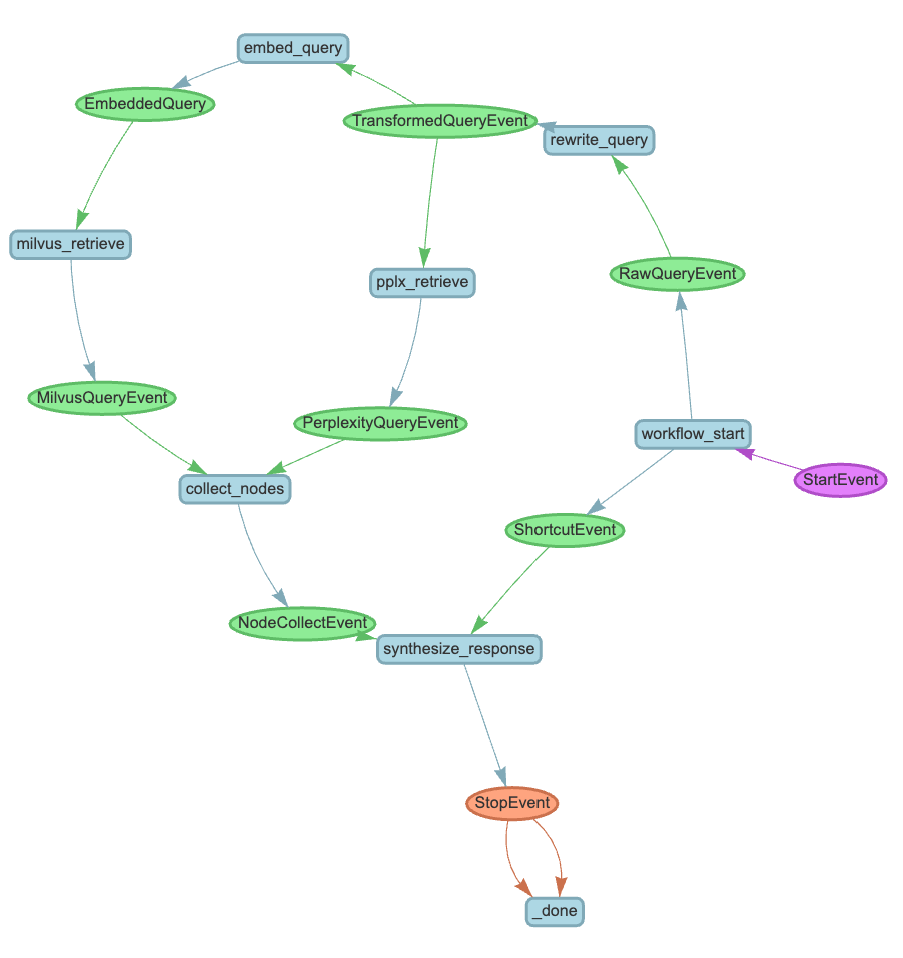 embed_query
EmbeddedQuery
TransformedQueryEvent
rewrite_query
milvus_retrieve
pplx_retrieve
RawQueryEvent
MilvusQueryEvent
PerplexityQueryEvent
workflow_start
StartEvent
collect_nodes
ShortcutEvent
NodeCollectEvent
synthesize_response
StopEvent
_done